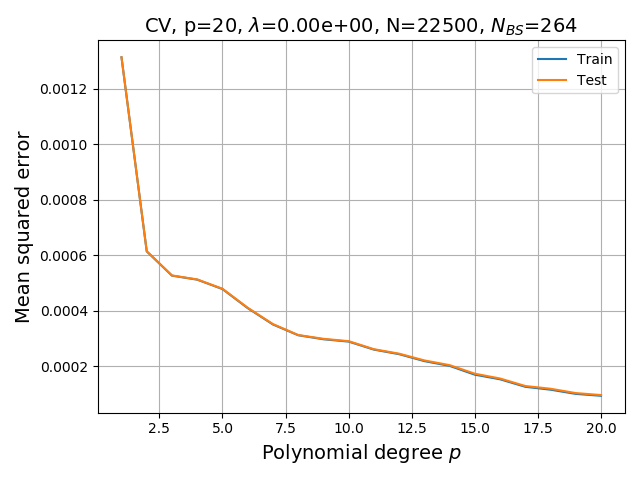 CV, p=20, λ=0.00e+00, N=22500, N_{BS}=264
Train
Test
Mean squared error
0.0012
0.0010
0.0008
0.0006
0.0004
0.0002
2.5 5.0 7.5 10.0 12.5 15.0 17.5 20.0
Polynomial degree p